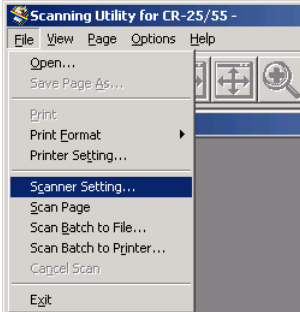 Scanning Utility for CR-25/55 -
File View Page Options Help
Open...
Save Page As...
Print
Print Format
Printer Setting...
Scanner Setting...
Scan Page
Scan Batch to File...
Scan Batch to Printer...
Cancel Scan
Exit